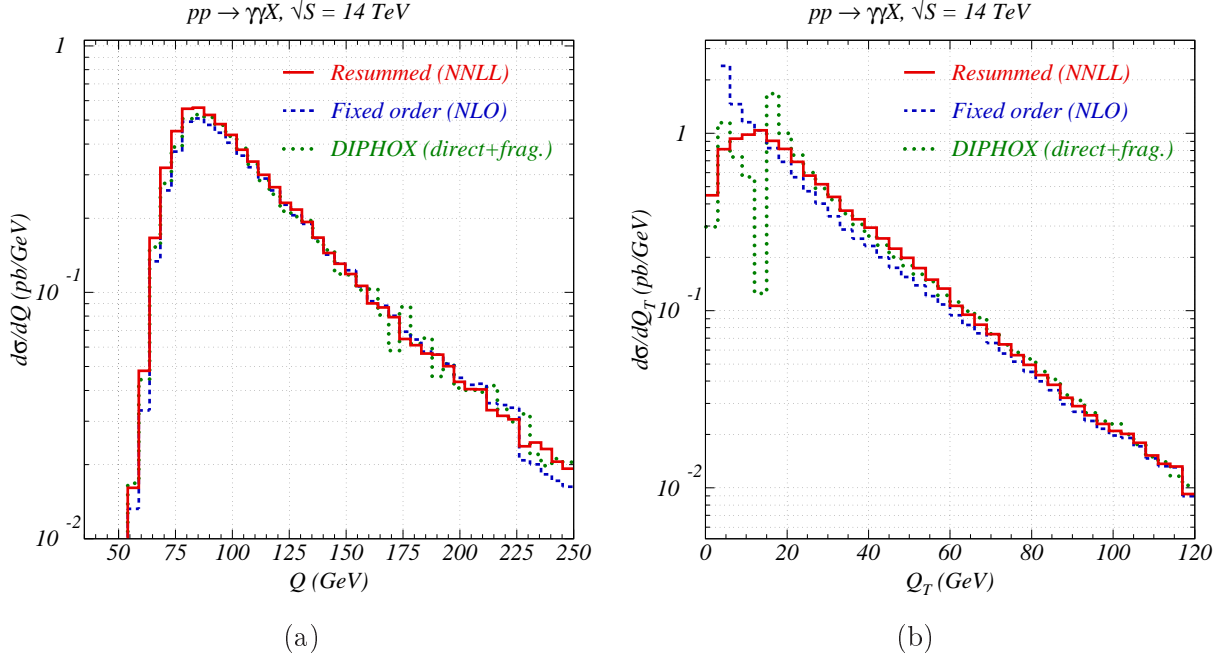 pp → γγX, √S = 14 TeV
1
10⁻¹
10⁻²
dσ/dQ (pb/GeV)
Resummed (NNLL)
Fixed order (NLO)
DIPHOX (direct+frag.)
50 75 100 125 150 175 200 225 250
Q (GeV)
(a)
pp → γγX, √S = 14 TeV
1
10⁻¹
10⁻²
dσ/dQ_T (pb/GeV)
Resummed (NNLL)
Fixed order (NLO)
DIPHOX (direct+frag.)
0 20 40 60 80 100 120
Q_T (GeV)
(b)